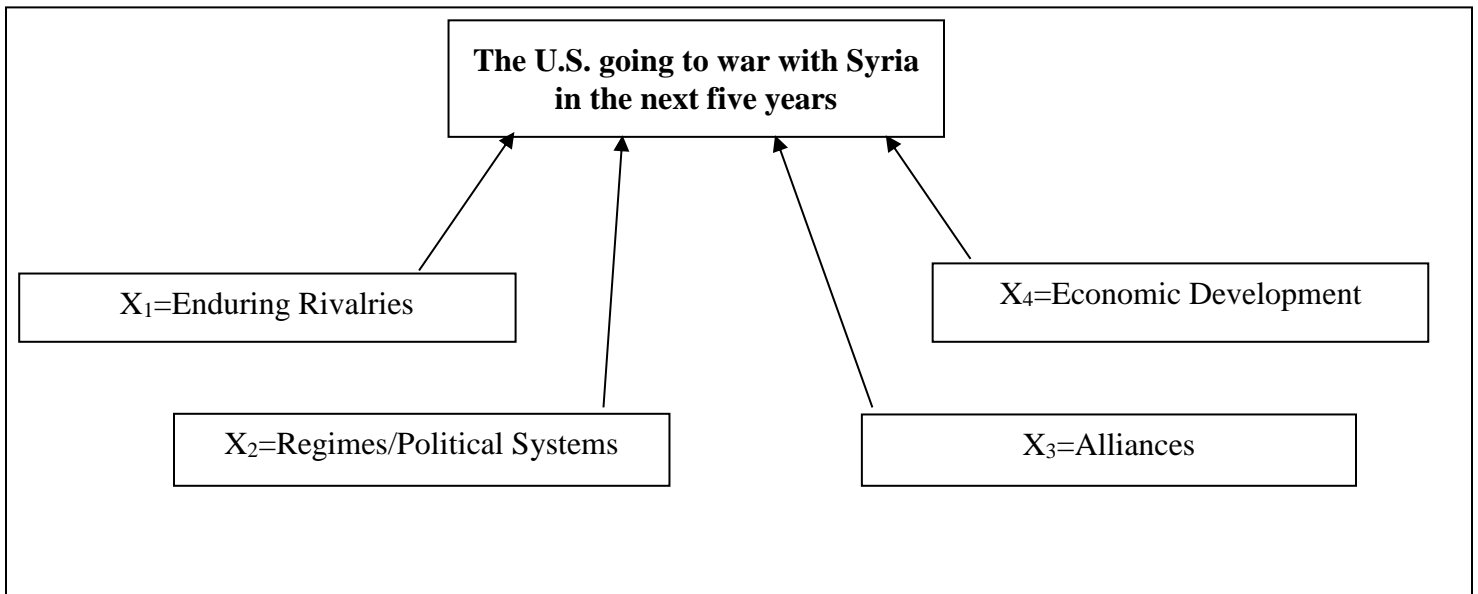 The U.S. going to war with Syria
in the next five years
X₁=Enduring Rivalries
X₄=Economic Development
X₂=Regimes/Political Systems
X₃=Alliances